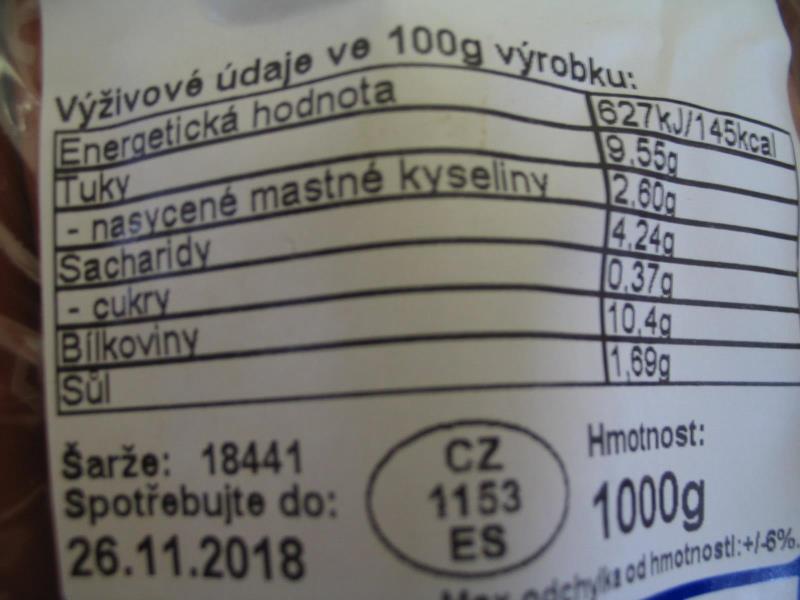 Výživové údaje ve 100g výrobku:
Energetická hodnota 627kJ/145kcal
Tuky 9,55g
- nasycené mastné kyseliny 2,60g
Sacharidy 4,24g
- cukry 0,37g
Bílkoviny 10,4g
Sůl 1,69g
Šarže: 18441
Spotřebujte do:
26.11.2018
CZ
1153
ES
Hmotnost:
1000g
Max odchylka od hmotnosti:+/-6%.